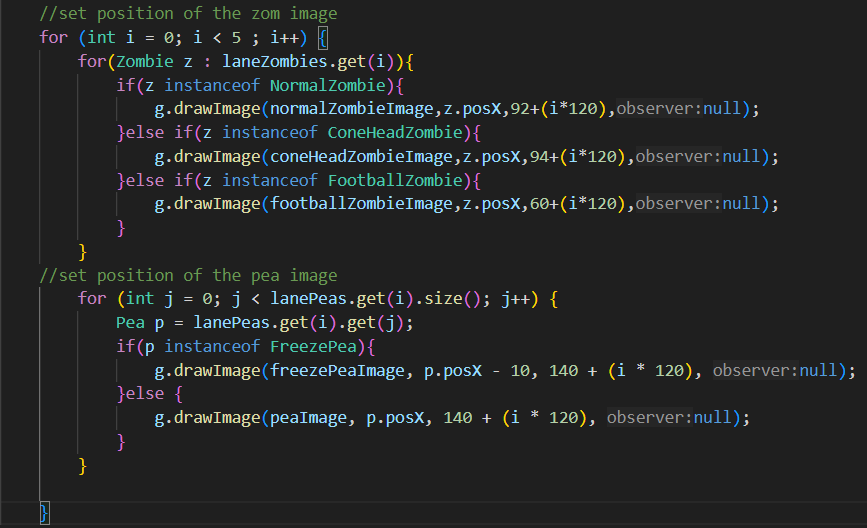 //set position of the zom image
for (int i = 0; i < 5 ; i++) {
    for(Zombie z : laneZombies.get(i)){
        if(z instanceof NormalZombie){
            g.drawImage(normalZombieImage,z.posX,92+(i*120),observer:null);
        }else if(z instanceof ConeHeadZombie){
            g.drawImage(coneHeadZombieImage,z.posX,94+(i*120),observer:null);
        }else if(z instanceof FootballZombie){
            g.drawImage(footballZombieImage,z.posX,60+(i*120),observer:null);
        }
    }
//set position of the pea image
    for (int j = 0; j < lanePeas.get(i).size(); j++) {
        Pea p = lanePeas.get(i).get(j);
        if(p instanceof FreezePea){
            g.drawImage(freezePeaImage, p.posX - 10, 140 + (i * 120), observer:null);
        }else {
            g.drawImage(peaImage, p.posX, 140 + (i * 120), observer:null);
        }
    }

}